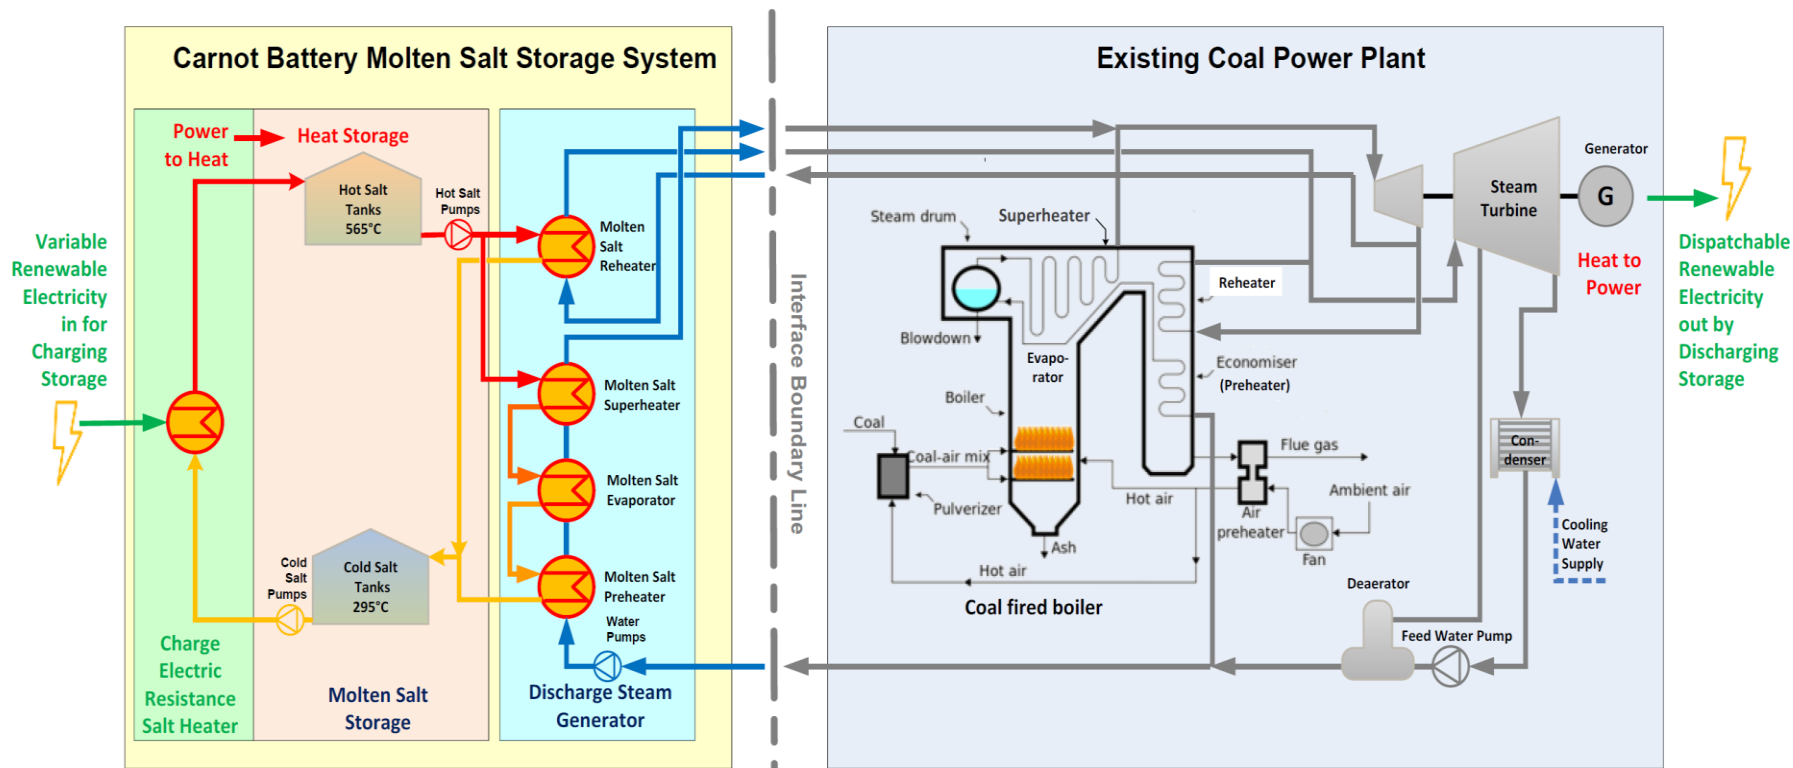 Carnot Battery Molten Salt Storage System
Power
to Heat
Heat Storage
Hot Salt
Tanks
565°C
Hot Salt
Pumps
Molten
Salt
Reheater
Variable
Renewable
Electricity
in for
Charging
Storage
Molten Salt
Superheater
Molten Salt
Evaporator
Molten Salt
Preheater
Cold Salt
Tanks
295°C
Cold
Salt
Pumps
Water
Pumps
Charge
Electric
Resistance
Salt Heater
Molten Salt
Storage
Discharge Steam
Generator
Interface Boundary Line
Existing Coal Power Plant
Steam drum
Superheater
Reheater
Blowdown
Evapo-
rator
Economiser
(Preheater)
Boiler
Coal
Coal-air mix
Pulverizer
Flue gas
Hot air
Ambient air
Air
preheater
Fan
Ash
Hot air
Coal fired boiler
Steam
Turbine
Generator
G
Heat to
Power
Dispatchable
Renewable
Electricity
out by
Discharging
Storage
Con-
denser
Cooling
Water
Supply
Deaerator
Feed Water Pump